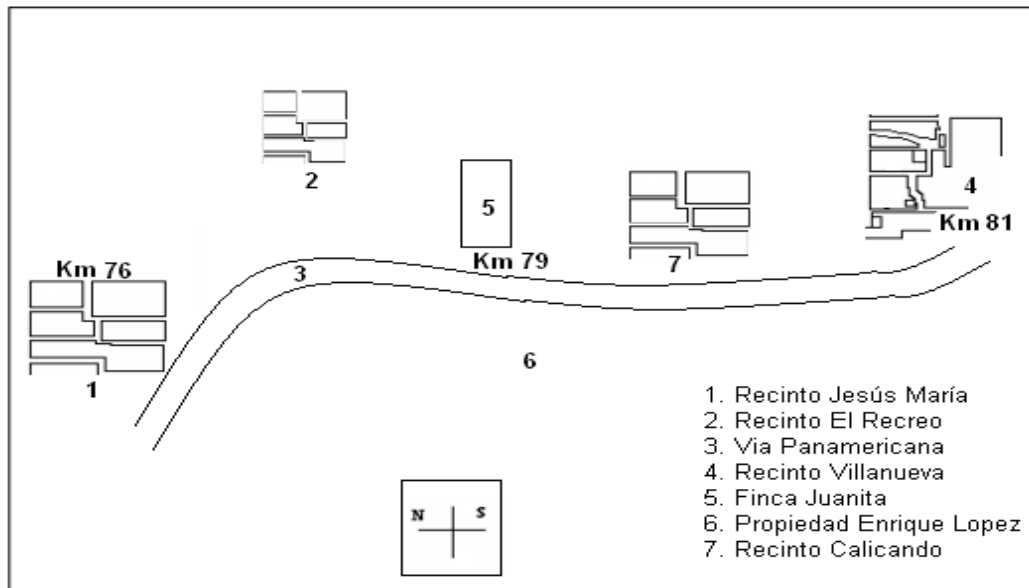 2
4
5
Km 81
Km 79
7
Km 76
3
1
6
1. Recinto Jesús María
2. Recinto El Recreo
3. Via Panamericana
4. Recinto Villanueva
5. Finca Juanita
6. Propiedad Enrique Lopez
7. Recinto Calicando
N S